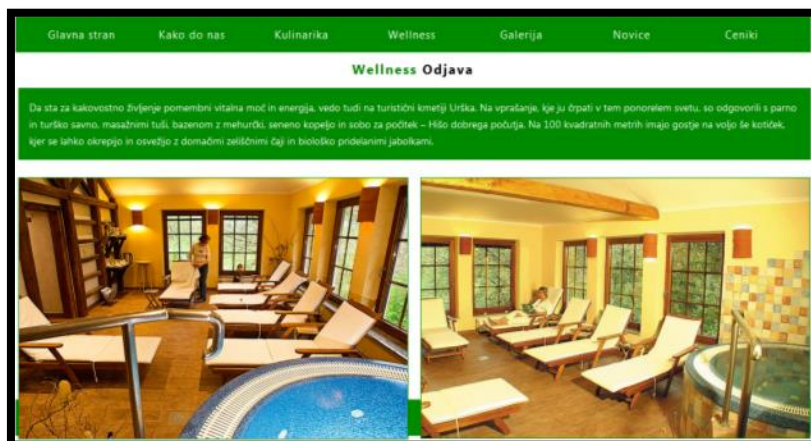 Glavna stran Kako do nas Kulinarika Wellness Galerija Novice Ceniki
Wellness Odjava
Da sta za kakovostno življenje pomembni vitalna moč in energija, vedo tudi na turistični kmetiji Urška. Na vprašanje, kje ju črpati v tem ponorelem svetu, so odgovorili s parno
in turško savno, masažnimi tuši, bazenom z mehurčki, seneno kopeljo in sobo za počitek – Hišo dobrega počutja. Na 100 kvadratnih metrih imajo gostje na voljo še kotiček,
kjer se lahko okrepijo in osvežijo z domačimi zeliščnimi čaji in biološko pridelanimi jabolkami.